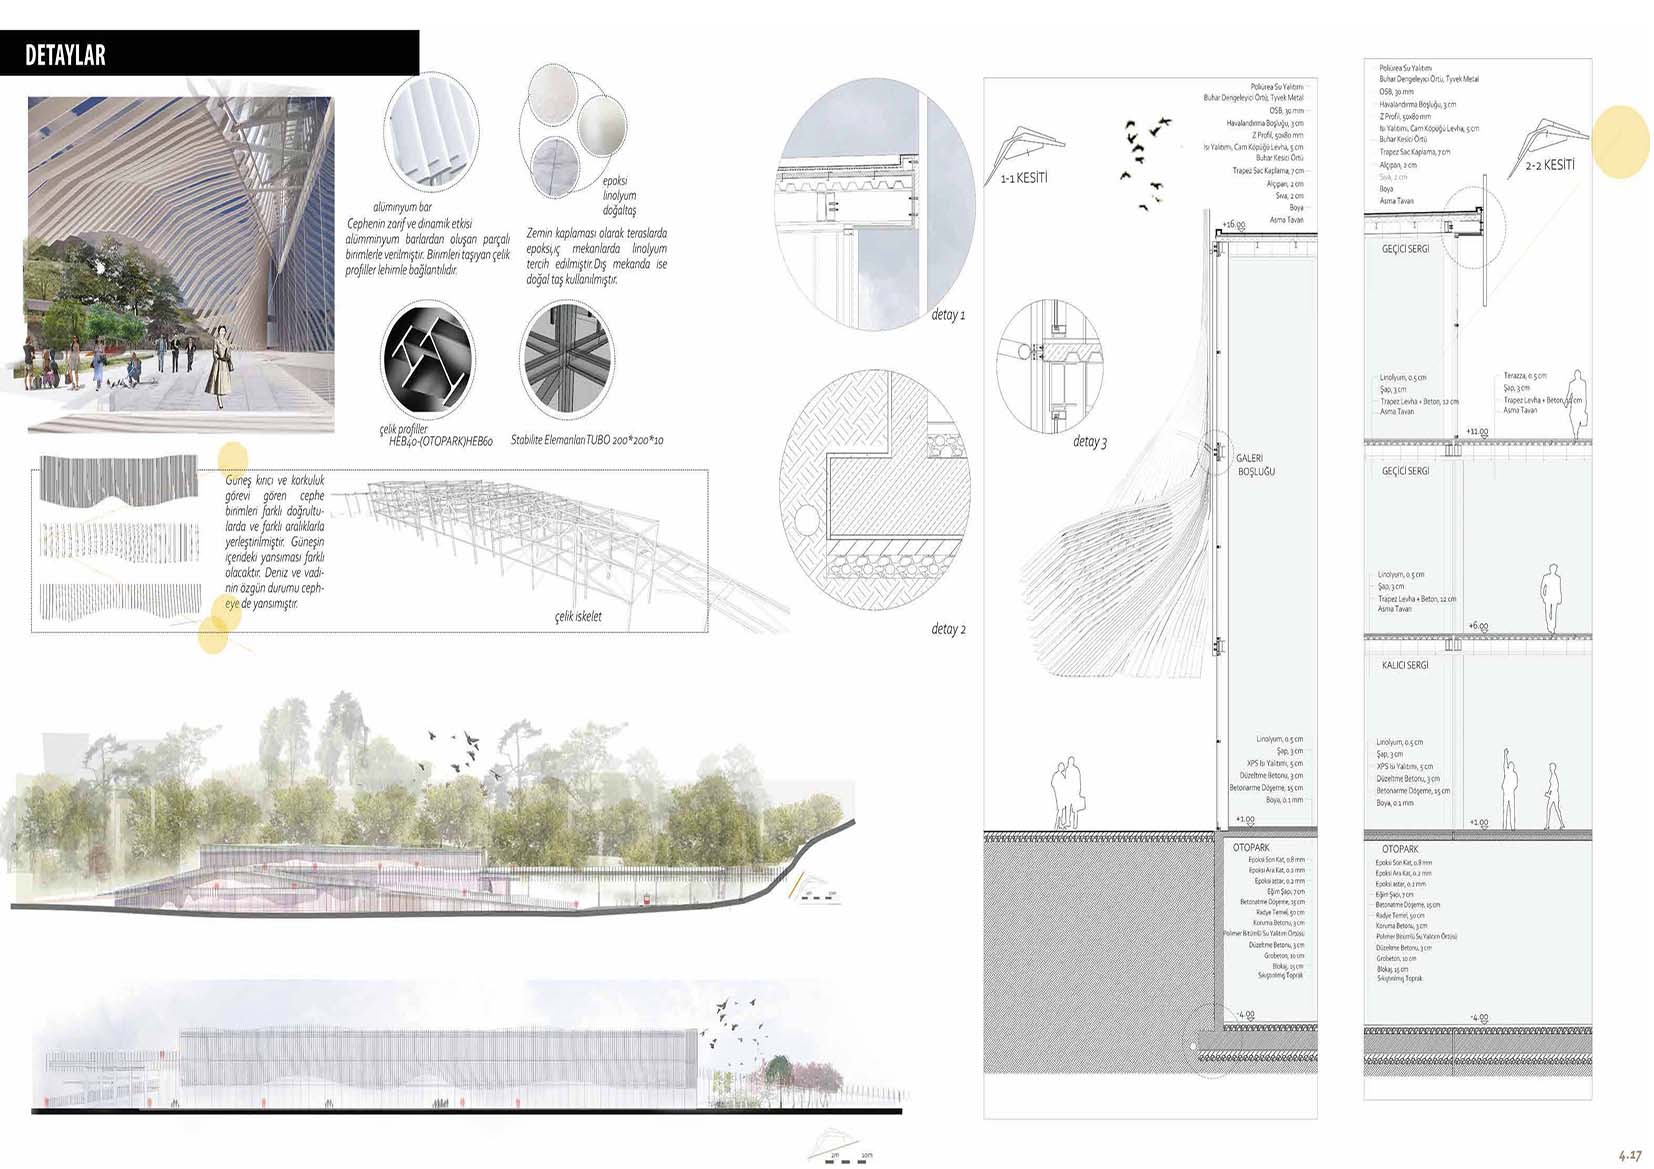 DETAYLAR
alüminyum bar
Cephenin zarif ve dinamik etkisi
alümminyum barlardan oluşan parçalı
birimlerle verilmiştir. Birimleri taşıyan çelik
profiller lehimle bağlantılıdır.
epoksi
linolyum
doğaltaş
Zemin kaplaması olarak teraslarda
epoksi,iç mekanlarda linolyum
tercih edilmiştir.Dış mekanda ise
doğal taş kullanılmıştır.
çelik profiller
HEB40-(OTOPARK)HEB60
Stabilite Elemanları TUBO 200*200*10
Güneş kırıcı ve korkuluk
görevi gören cephe
birimleri farklı doğrultu-
larda ve farklı aralıklarla
yerleştirilmiştir. Güneşin
içerideki yansıması farklı
olacaktır. Deniz ve vadi-
nin özgün durumu ceph-
eye de yansımıştır.
çelik iskelet
detay 1
detay 2
detay 3
1-1 KESİTİ
Poliürea Su Yalıtımı
Buhar Dengeleyici Örtü, Tyvek Metal
OSB, 30 mm
Havalandırma Boşluğu, 3 cm
Z Profil, 50x80 mm
Isı Yalıtımı, Cam Köpüğü Levha, 5 cm
Buhar Kesici Örtü
Trapez Sac Kaplama, 7 cm
Alçıpan, 2 cm
Sıva, 2 cm
Boya
Asma Tavan
+16.00
GALERİ
BOŞLUĞU
Linolyum, 0.5 cm
Şap, 3 cm
XPS Isı Yalıtımı, 5 cm
Düzeltme Betonu, 3 cm
Betonarme Döşeme, 15 cm
Boya, 0.1 mm
+1.00
OTOPARK
Epoksi Son Kat, 0.8 mm
Epoksi Ara Kat, 0.2 mm
Epoksi astar, 0.2 mm
Eğim Şapı, 7 cm
Betonatme Döşeme, 15 cm
Radye Temel, 50 cm
Koruma Betonu, 3 cm
Polimer Bitümlü Su Yalıtım Örtüsü
Düzeltme Betonu, 3 cm
Grobeton, 10 cm
Blokaj, 15 cm
Sıkıştırılmış Toprak
-4.00
2-2 KESİTİ
Poliürea Su Yalıtımı
Buhar Dengeleyici Örtü, Tyvek Metal
OSB, 30 mm
Havalandırma Boşluğu, 3 cm
Z Profil, 50x80 mm
Isı Yalıtımı, Cam Köpüğü Levha, 5 cm
Buhar Kesici Örtü
Trapez Sac Kaplama, 7 cm
Alçıpan, 2 cm
Sıva, 2 cm
Boya
Asma Tavan
GEÇİCİ SERGİ
Linolyum, 0.5 cm
Şap, 3 cm
Trapez Levha + Beton, 12 cm
Asma Tavan
Terazza, 0.5 cm
Şap, 3 cm
Trapez Levha + Beton, cm
Asma Tavan
+11.00
GEÇİCİ SERGİ
Linolyum, 0.5 cm
Şap, 3 cm
Trapez Levha + Beton, 12 cm
Asma Tavan
+6.00
KALICI SERGİ
Linolyum, 0.5 cm
Şap, 3 cm
XPS Isı Yalıtımı, 5 cm
Düzeltme Betonu, 3 cm
Betonarme Döşeme, 15 cm
Boya, 0.1 mm
+1.00
OTOPARK
Epoksi Son Kat, 0.8 mm
Epoksi Ara Kat, 0.2 mm
Epoksi astar, 0.2 mm
Eğim Şapı, 7 cm
Betonatme Döşeme, 15 cm
Radye Temel, 50 cm
Koruma Betonu, 3 cm
Polimer Bitümlü Su Yalıtım Örtüsü
Düzeltme Betonu, 3 cm
Grobeton, 10 cm
Blokaj, 15 cm
Sıkıştırılmış Toprak
-4.00
2m 10m
4.17